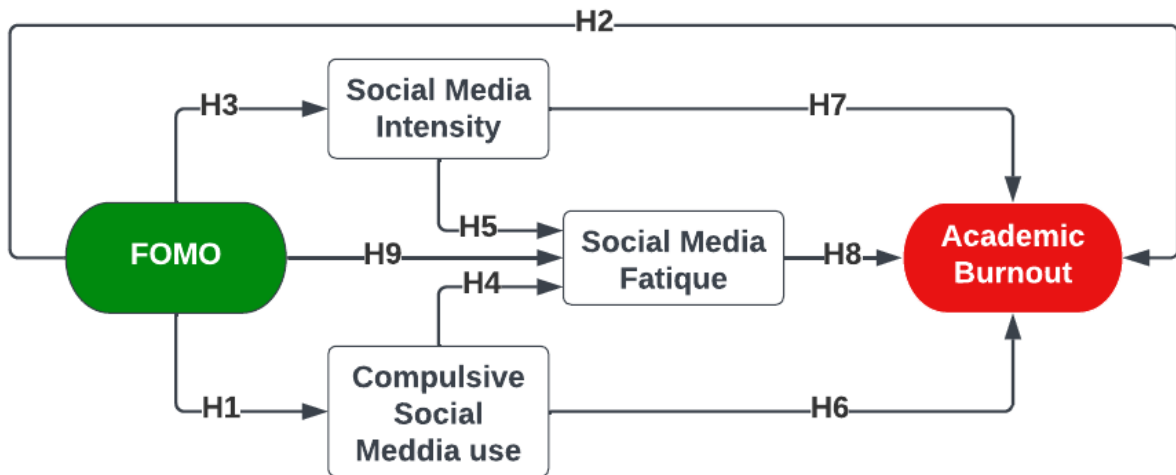 H2
Social Media
Intensity
H3
H7
FOMO
H5
H9
Social Media
Fatique
H8
Academic
Burnout
H4
Compulsive
Social
Meddia use
H1
H6